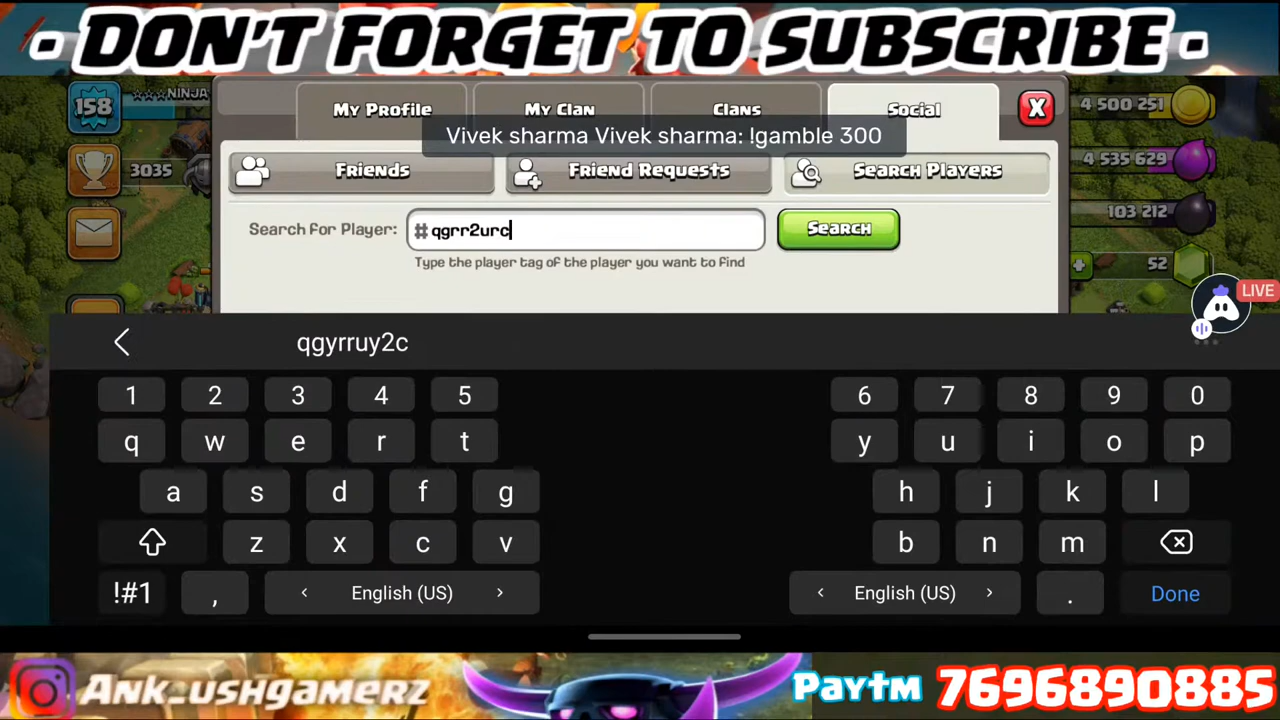 - DON'T FORGET TO SUBSCRIBE -
158 NINJA
My Profile
My Clan
Clans
Social
X
4 500 251
Vivek sharma Vivek sharma: !gamble 300
3035
Friends
Friend Requests
Search Players
4 535 629
103 212
Search for Player:
# qgrr2urc
Search
Type the player tag of the player you want to find
52
LIVE
qgyrruy2c
1 2 3 4 5 6 7 8 9 0
q w e r t y u i o p
a s d f g h j k l
z x c v b n m
!#1 , < English (US) > < English (US) > . Done
Ank_ushgamerz
Paytm 7696890885